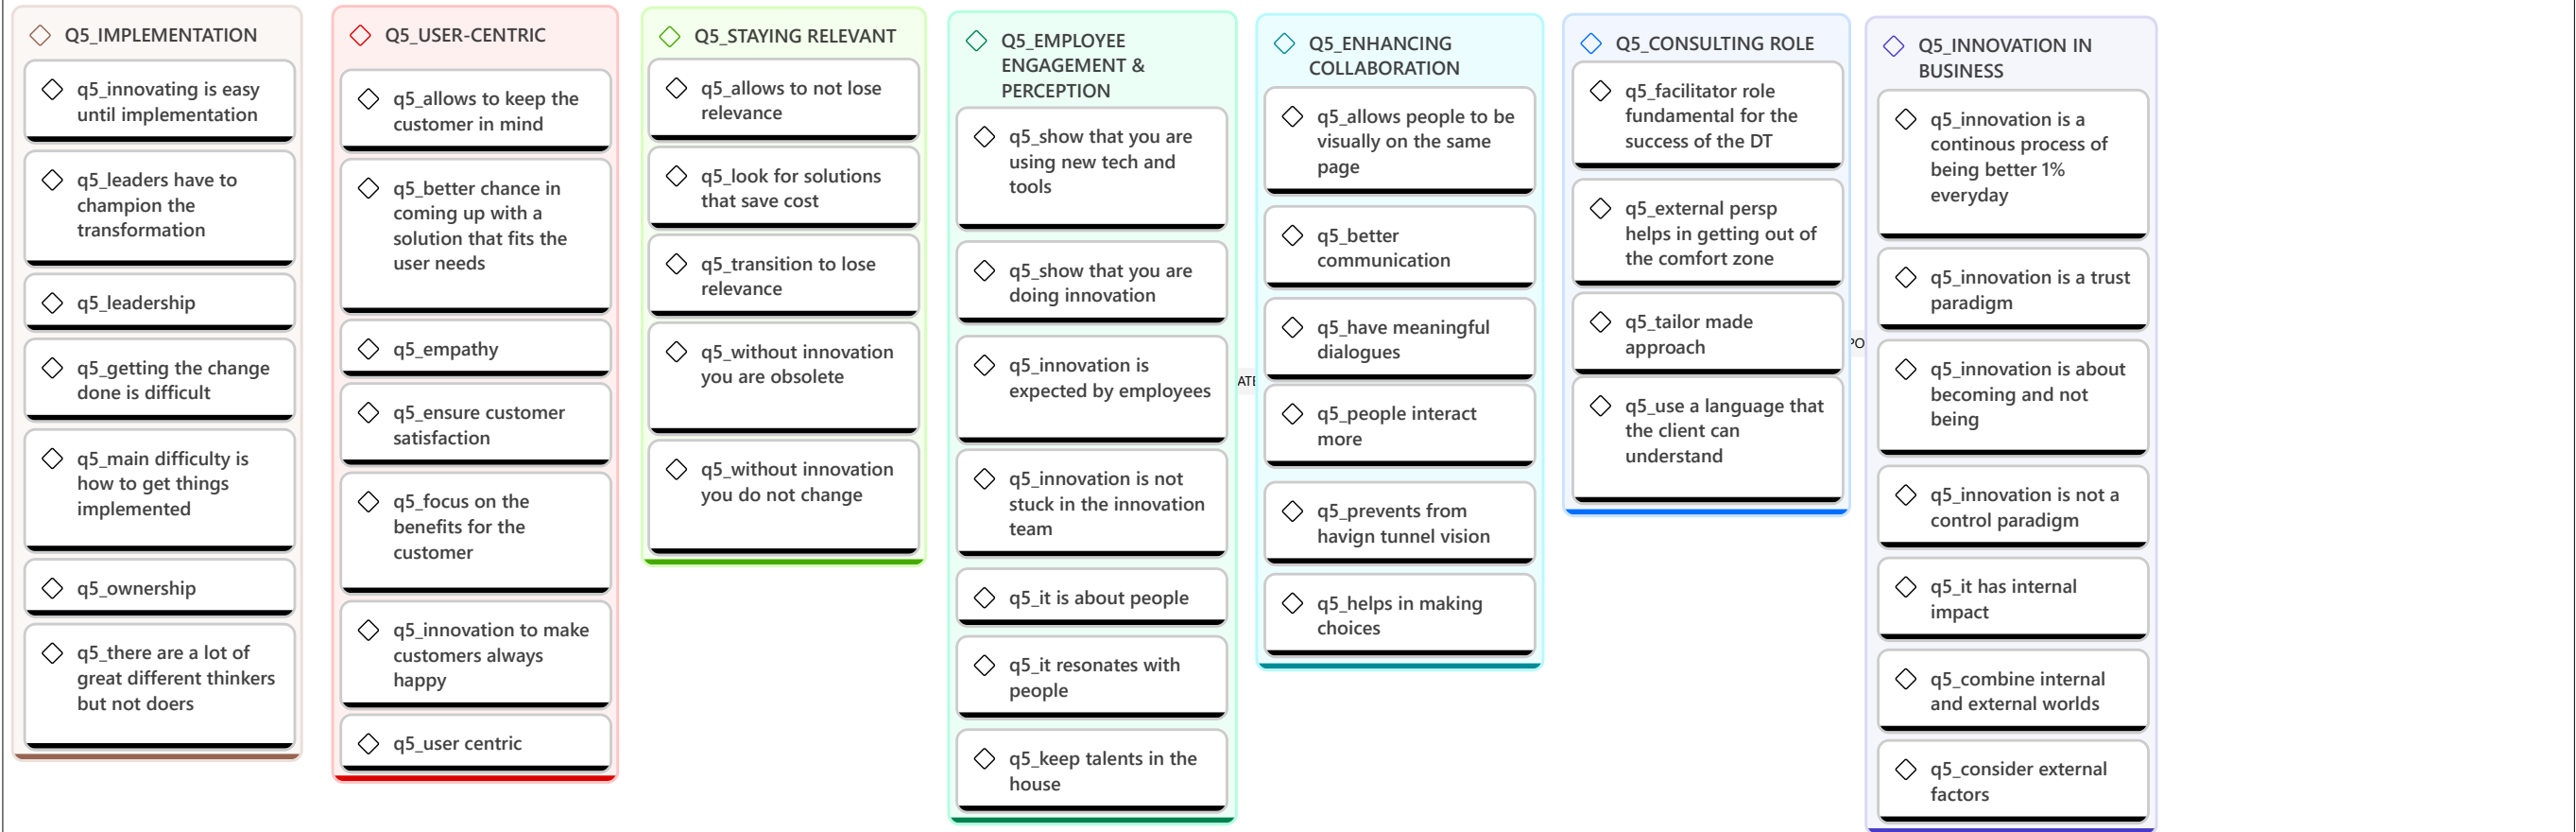 Q5_IMPLEMENTATION
q5_innovating is easy
until implementation
q5_leaders have to
champion the
transformation
q5_leadership
q5_getting the change
done is difficult
q5_main difficulty is
how to get things
implemented
q5_ownership
q5_there are a lot of
great different thinkers
but not doers
Q5_USER-CENTRIC
q5_allows to keep the
customer in mind
q5_better chance in
coming up with a
solution that fits the
user needs
q5_empathy
q5_ensure customer
satisfaction
q5_focus on the
benefits for the
customer
q5_innovation to make
customers always
happy
q5_user centric
Q5_STAYING RELEVANT
q5_allows to not lose
relevance
q5_look for solutions
that save cost
q5_transition to lose
relevance
q5_without innovation
you are obsolete
q5_without innovation
you do not change
Q5_EMPLOYEE
ENGAGEMENT &
PERCEPTION
q5_show that you are
using new tech and
tools
q5_show that you are
doing innovation
q5_innovation is
expected by employees
q5_innovation is not
stuck in the innovation
team
q5_it is about people
q5_it resonates with
people
q5_keep talents in the
house
Q5_ENHANCING
COLLABORATION
q5_allows people to be
visually on the same
page
q5_better
communication
q5_have meaningful
dialogues
q5_people interact
more
q5_prevents from
havign tunnel vision
q5_helps in making
choices
Q5_CONSULTING ROLE
q5_facilitator role
fundamental for the
success of the DT
q5_external persp
helps in getting out of
the comfort zone
q5_tailor made
approach
q5_use a language that
the client can
understand
Q5_INNOVATION IN
BUSINESS
q5_innovation is a
continous process of
being better 1%
everyday
q5_innovation is a trust
paradigm
q5_innovation is about
becoming and not
being
q5_innovation is not a
control paradigm
q5_it has internal
impact
q5_combine internal
and external worlds
q5_consider external
factors